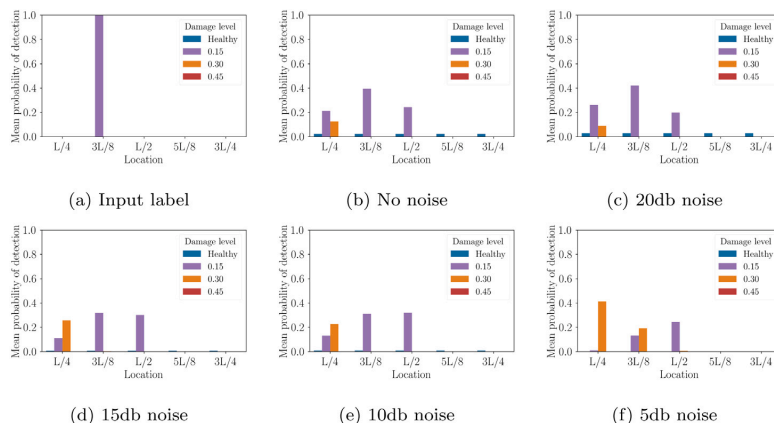 Mean probability of detection
1.0
0.8
0.6
0.4
0.2
0.0
Damage level
Healthy
0.15
0.30
0.45
L/4 3L/8 L/2 5L/8 3L/4
Location
(a) Input label
Mean probability of detection
1.0
0.8
0.6
0.4
0.2
0.0
Damage level
Healthy
0.15
0.30
0.45
L/4 3L/8 L/2 5L/8 3L/4
Location
(b) No noise
Mean probability of detection
1.0
0.8
0.6
0.4
0.2
0.0
Damage level
Healthy
0.15
0.30
0.45
L/4 3L/8 L/2 5L/8 3L/4
Location
(c) 20db noise
Mean probability of detection
1.0
0.8
0.6
0.4
0.2
0.0
Damage level
Healthy
0.15
0.30
0.45
L/4 3L/8 L/2 5L/8 3L/4
Location
(d) 15db noise
Mean probability of detection
1.0
0.8
0.6
0.4
0.2
0.0
Damage level
Healthy
0.15
0.30
0.45
L/4 3L/8 L/2 5L/8 3L/4
Location
(e) 10db noise
Mean probability of detection
1.0
0.8
0.6
0.4
0.2
0.0
Damage level
Healthy
0.15
0.30
0.45
L/4 3L/8 L/2 5L/8 3L/4
Location
(f) 5db noise